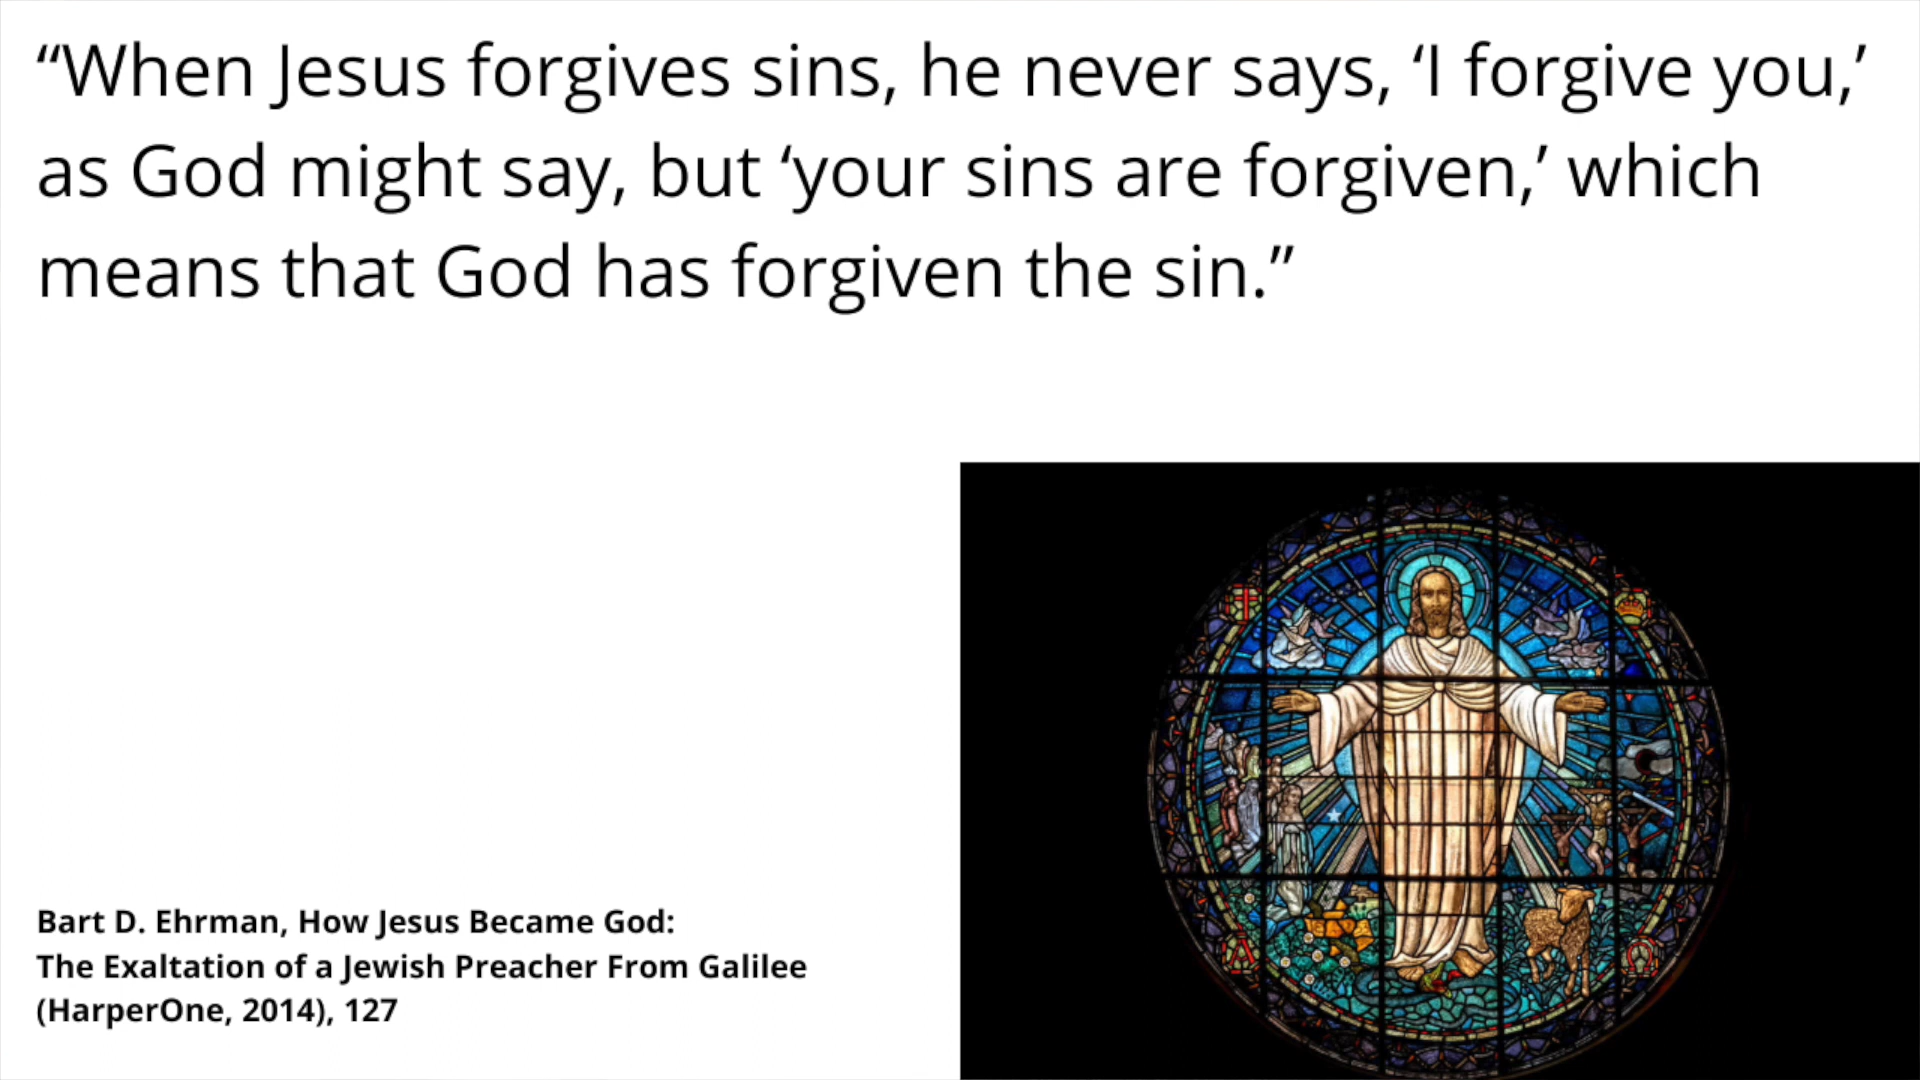 “When Jesus forgives sins, he never says, ‘I forgive you,’
as God might say, but ‘your sins are forgiven,’ which
means that God has forgiven the sin.”
Bart D. Ehrman, How Jesus Became God:
The Exaltation of a Jewish Preacher From Galilee
(HarperOne, 2014), 127